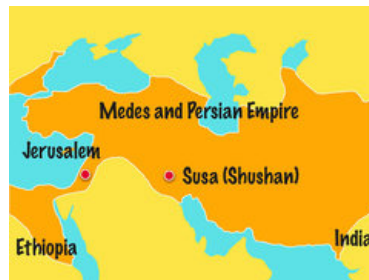 Medes and Persian Empire
Jerusalem
Susa (Shushan)
India
Ethiopia